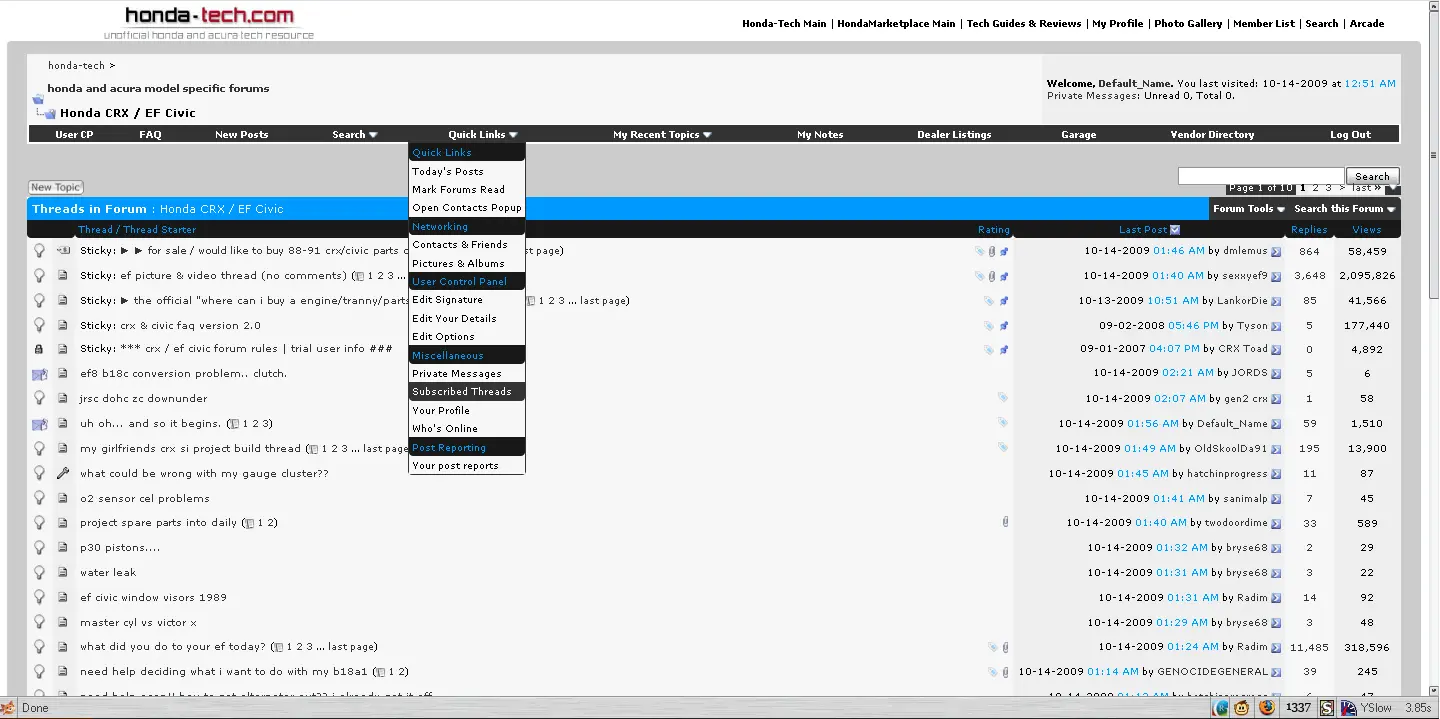 honda-tech.com
unofficial honda and acura tech resource
Honda-Tech Main | HondaMarketplace Main | Tech Guides & Reviews | My Profile | Photo Gallery | Member List | Search | Arcade
honda-tech >
honda and acura model specific forums
Honda CRX / EF Civic
Welcome, Default_Name. You last visited: 10-14-2009 at 12:51 AM
Private Messages: Unread 0, Total 0.
User CP FAQ New Posts Search Quick Links My Recent Topics My Notes Dealer Listings Garage Vendor Directory Log Out
Quick Links
Today's Posts
Mark Forums Read
Open Contacts Popup
Networking
Contacts & Friends
Pictures & Albums
User Control Panel
Edit Signature
Edit Your Details
Edit Options
Miscellaneous
Private Messages
Subscribed Threads
Your Profile
Who's Online
Post Reporting
Your post reports
Search
New Topic
Page 1 of 10 1 2 3 > last »
Threads in Forum : Honda CRX / EF Civic
Forum Tools Search this Forum
Thread / Thread Starter Rating Last Post Replies Views
Sticky: ► ► for sale / would like to buy 88-91 crx/civic parts st page) 10-14-2009 01:46 AM by dmlemus 864 58,459
Sticky: ef picture & video thread (no comments) ( 1 2 3 ... 10-14-2009 01:40 AM by sexxyef9 3,648 2,095,826
Sticky: ► the official "where can i buy a engine/tranny/parts 1 2 3 ... last page) 10-13-2009 10:51 AM by LankorDie 85 41,566
Sticky: crx & civic faq version 2.0 09-02-2008 05:46 PM by Tyson 5 177,440
Sticky: *** crx / ef civic forum rules | trial user info ### 09-01-2007 04:07 PM by CRX Toad 0 4,892
ef8 b18c conversion problem.. clutch. 10-14-2009 02:21 AM by JORDS 5 6
jrsc dohc zc downunder 10-14-2009 02:07 AM by gen2 crx 1 58
uh oh... and so it begins. ( 1 2 3) 10-14-2009 01:56 AM by Default_Name 59 1,510
my girlfriends crx si project build thread ( 1 2 3 ... last page 10-14-2009 01:49 AM by OldSkoolDa91 195 13,900
what could be wrong with my gauge cluster?? 10-14-2009 01:45 AM by hatchinprogress 11 87
o2 sensor cel problems 10-14-2009 01:41 AM by sanimalp 7 45
project spare parts into daily ( 1 2) 10-14-2009 01:40 AM by twodoordime 33 589
p30 pistons.... 10-14-2009 01:32 AM by bryse68 2 29
water leak 10-14-2009 01:31 AM by bryse68 3 22
ef civic window visors 1989 10-14-2009 01:31 AM by Radim 14 92
master cyl vs victor x 10-14-2009 01:29 AM by bryse68 3 48
what did you do to your ef today? ( 1 2 3 ... last page) 10-14-2009 01:24 AM by Radim 11,485 318,596
need help deciding what i want to do with my b18a1 ( 1 2) 10-14-2009 01:14 AM by GENOCIDEGENERAL 39 245
Done 1337 YSlow 3.85s